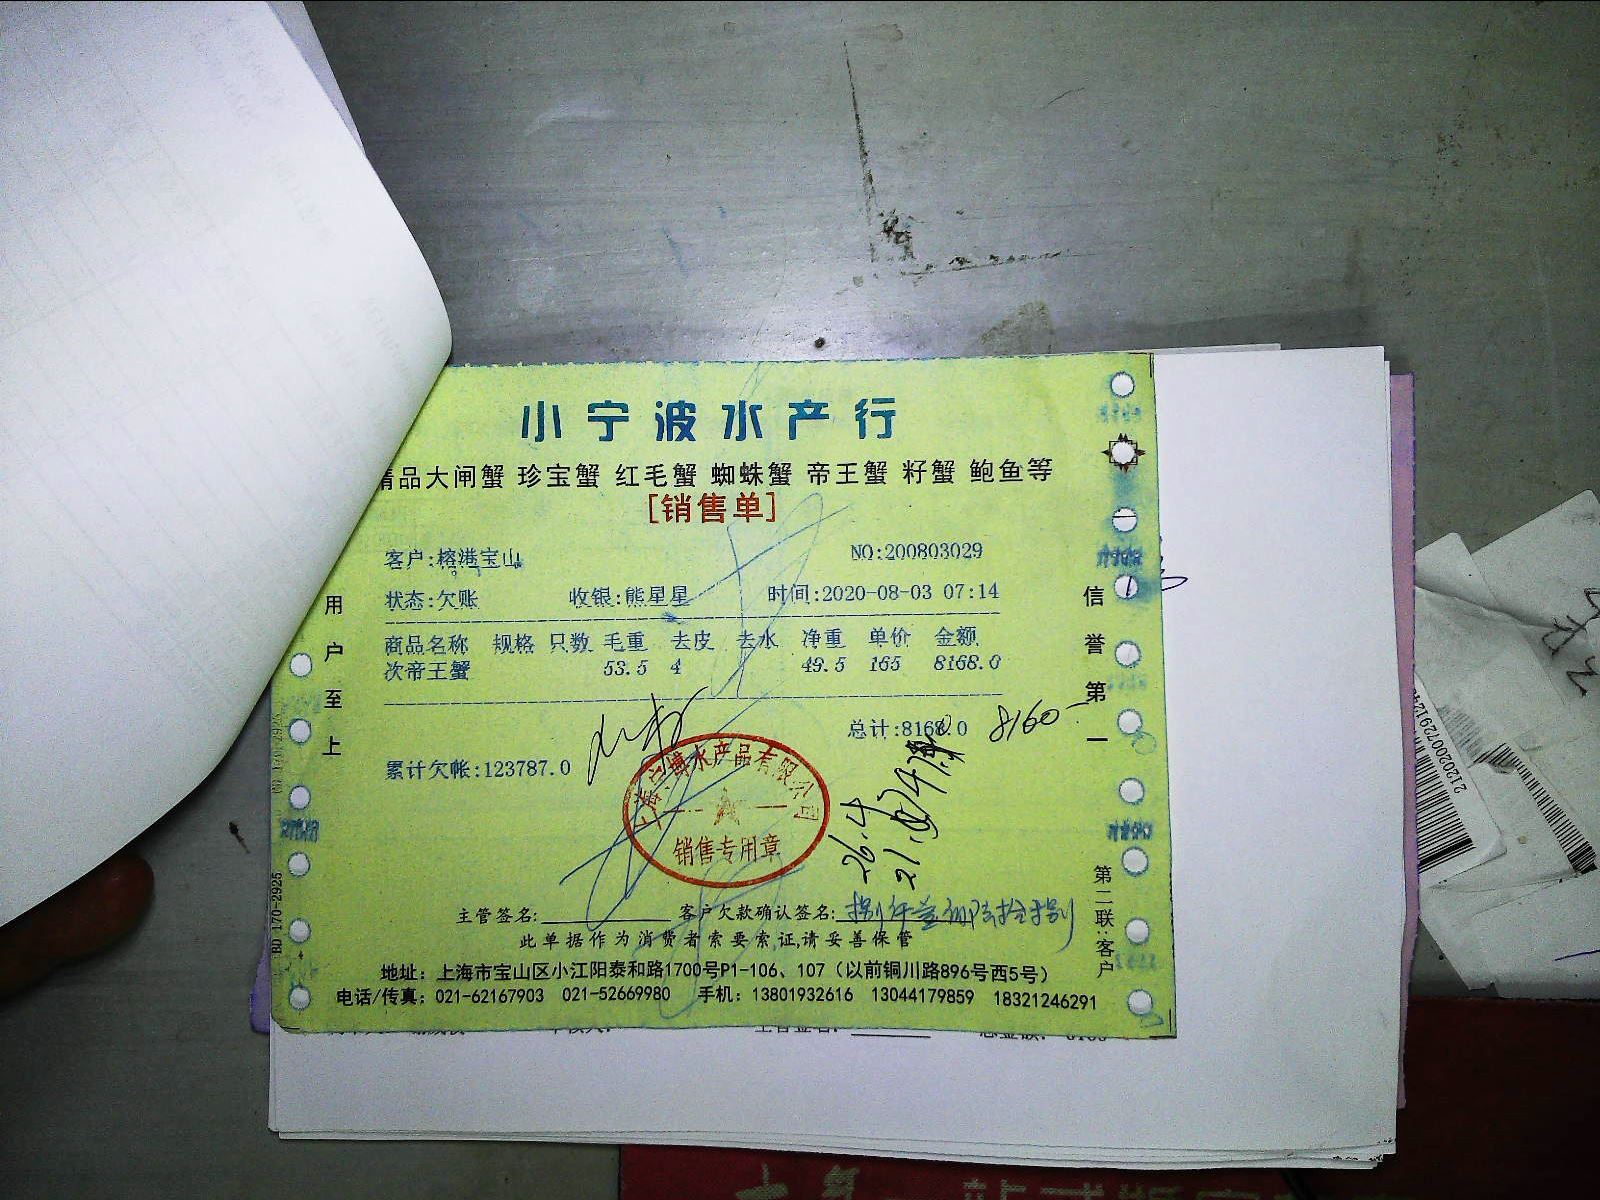 小宁波水产行
精品大闸蟹 珍宝蟹 红毛蟹 蜘蛛蟹 帝王蟹 籽蟹 鲍鱼等
[销售单]
客户:榕港宝山 NO:200803029
状态:欠账 收银:熊星星 时间:2020-08-03 07:14
商品名称 规格 只数 毛重 去皮 去水 净重 单价 金额
次帝王蟹 53.5 4 49.5 165 8168.0
总计:8168.0 8160
累计欠帐:123787.0
销售专用章
26.4
主管签名: 客户欠款确认签名:
此单据作为消费者索要索证,请妥善保管
地址: 上海市宝山区小江阳泰和路1700号P1-106、107 (以前铜川路896号西5号)
电话/传真: 021-62167903 021-52669980 手机: 13801932616 13044179859 18321246291
用户至上
信誉第一
第二联:客户
BD 170-2925